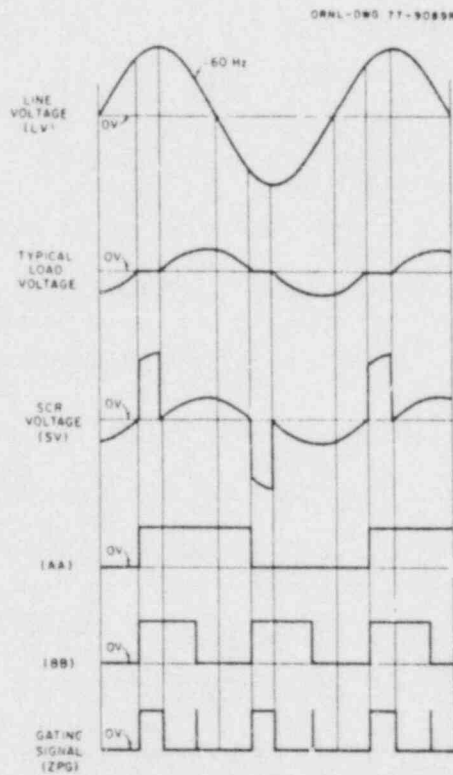 ORNL-DWG 77-9089R
~60 Hz
LINE
VOLTAGE
(LV)
0V
TYPICAL
LOAD
VOLTAGE
0V
SCR
VOLTAGE
(SV)
0V
(AA)
0V
(BB)
0V
GATING
SIGNAL
(ZPG)
0V